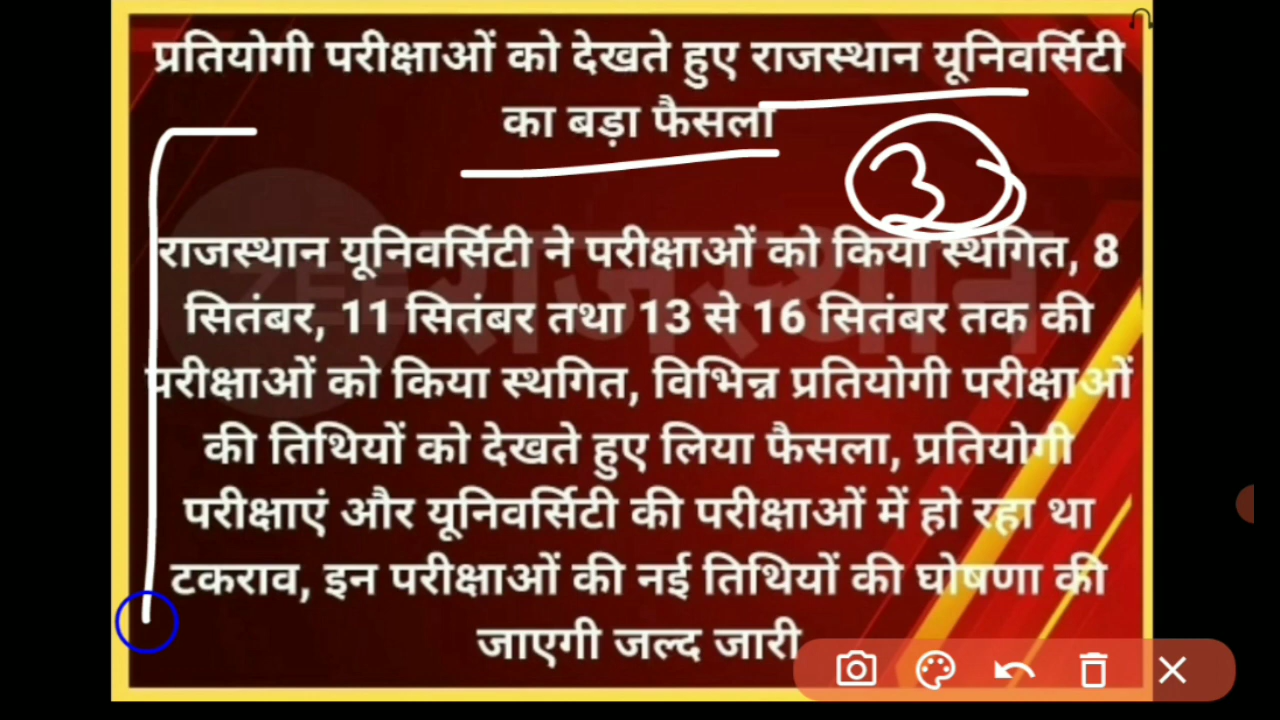 प्रतियोगी परीक्षाओं को देखते हुए राजस्थान यूनिवर्सिटी
का बड़ा फैसला
3
राजस्थान यूनिवर्सिटी ने परीक्षाओं को किया स्थगित, 8
सितंबर, 11 सितंबर तथा 13 से 16 सितंबर तक की
परीक्षाओं को किया स्थगित, विभिन्न प्रतियोगी परीक्षाओं
की तिथियों को देखते हुए लिया फैसला, प्रतियोगी
परीक्षाएं और यूनिवर्सिटी की परीक्षाओं में हो रहा था
टकराव, इन परीक्षाओं की नई तिथियों की घोषणा की
जाएगी जल्द जारी
ZEE राजस्थान